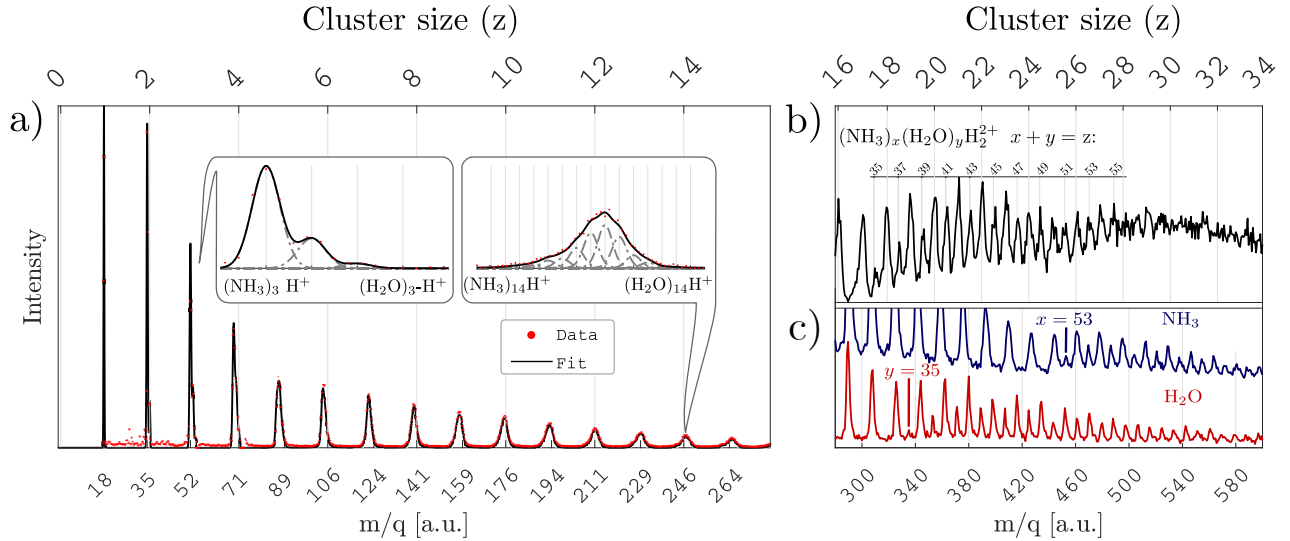 Cluster size (z)
0 2 4 6 8 10 12 14
a)
Intensity
(NH₃)₃ H⁺ (H₂O)₃-H⁺
(NH₃)₁₄H⁺ (H₂O)₁₄H⁺
Data
Fit
18 35 52 71 89 106 124 141 159 176 194 211 229 246 264
m/q [a.u.]
Cluster size (z)
16 18 20 22 24 26 28 30 32 34
b)
(NH₃)ₓ(H₂O)ᵧH₂²⁺ x + y = z:
35 37 39 41 43 45 47 49 51 53 55
c)
x = 53 NH₃
y = 35
H₂O
300 340 380 420 460 500 540 580
m/q [a.u.]